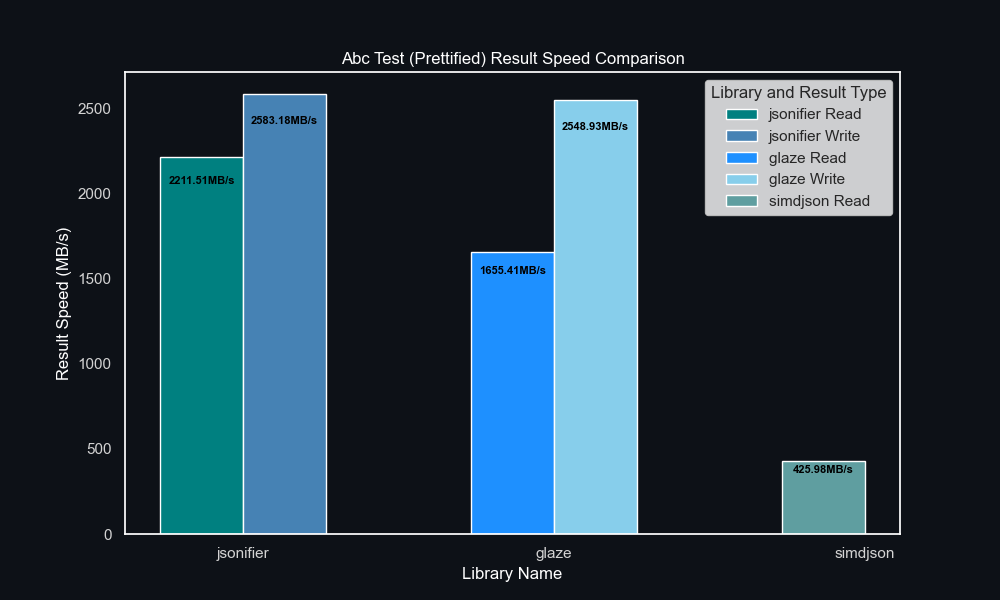 Abc Test (Prettified) Result Speed Comparison
Library and Result Type
jsonifier Read
jsonifier Write
glaze Read
glaze Write
simdjson Read
2500
2000
1500
1000
500
0
Result Speed (MB/s)
2211.51MB/s
2583.18MB/s
1655.41MB/s
2548.93MB/s
425.98MB/s
jsonifier
glaze
simdjson
Library Name